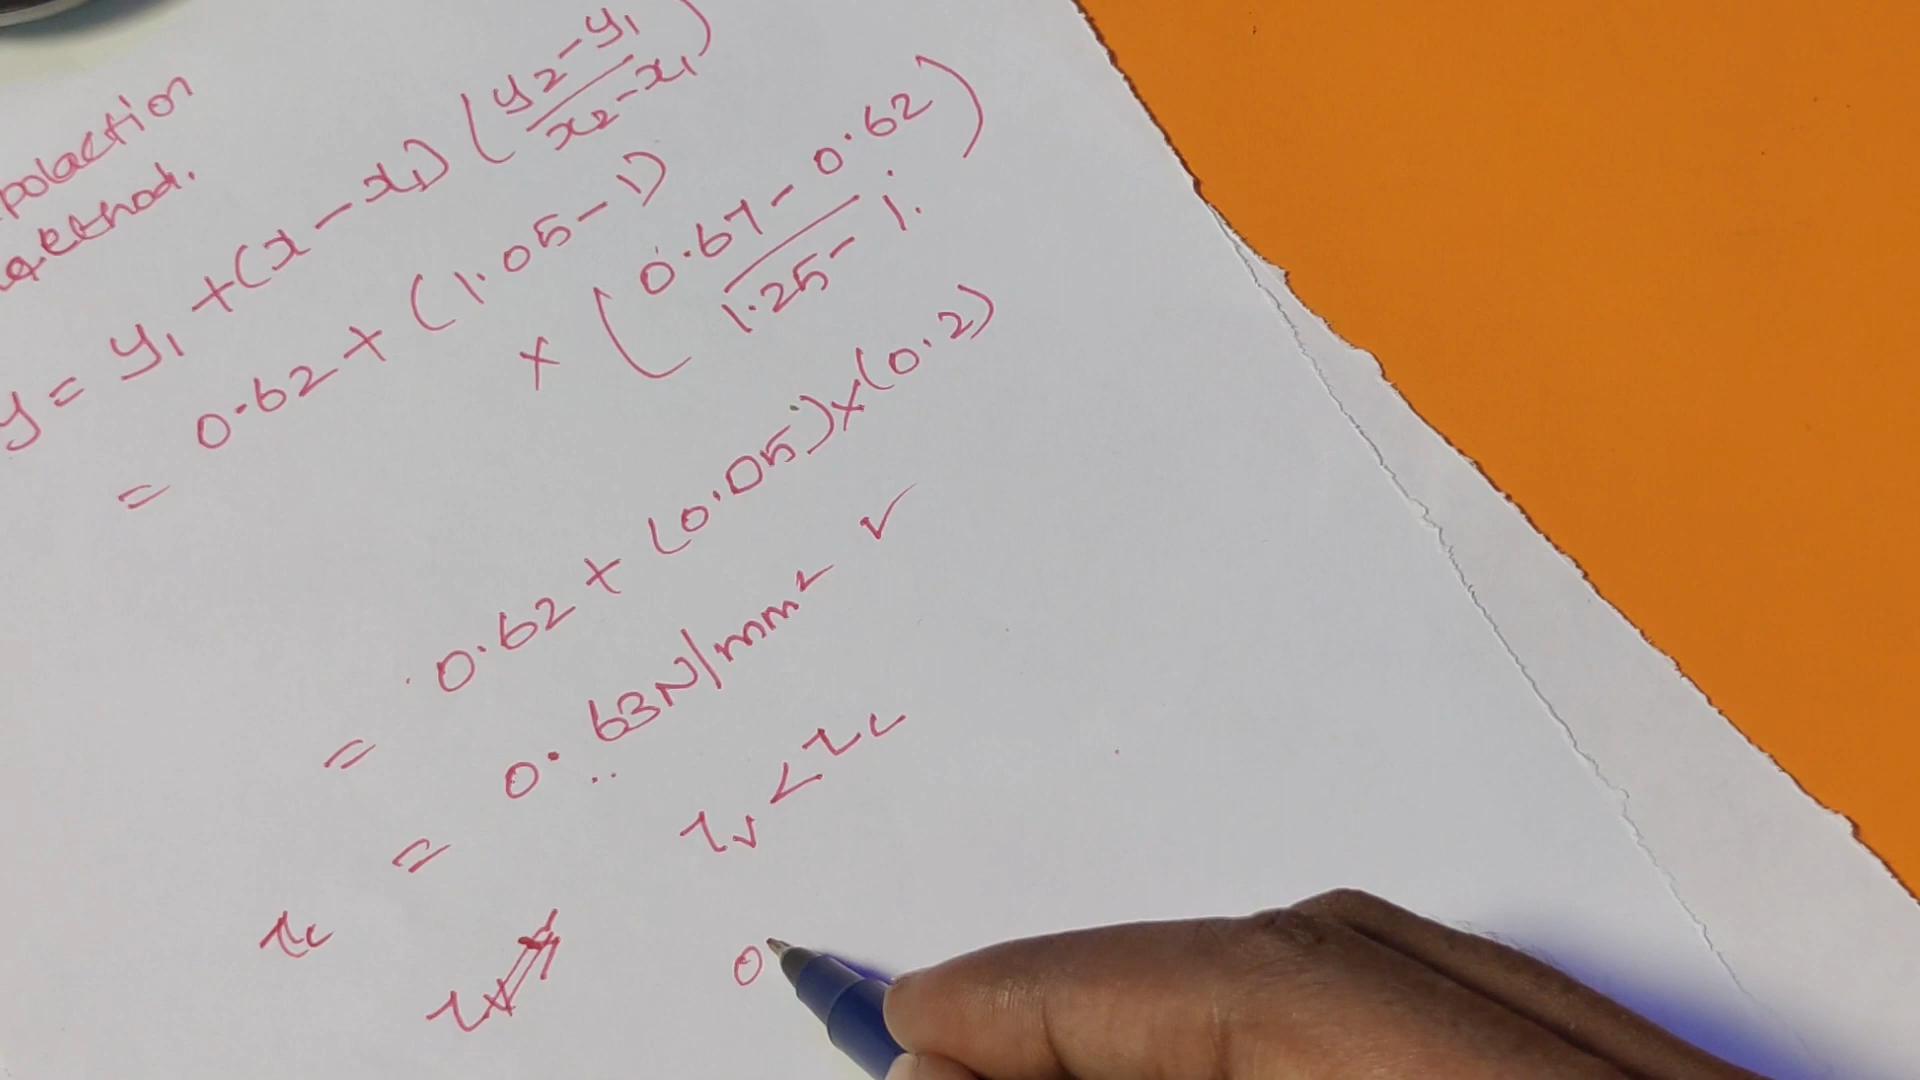 polaction
method.
y = y₁ + (x - x₁) (y₂ - y₁ / x₂ - x₁)
= 0.62 + (1.05 - 1)
× (0.67 - 0.62 / 1.25 - 1)
= 0.62 + (0.05) × (0.2)
= 0.63 N/mm² ✓
τc
τv < τc
0